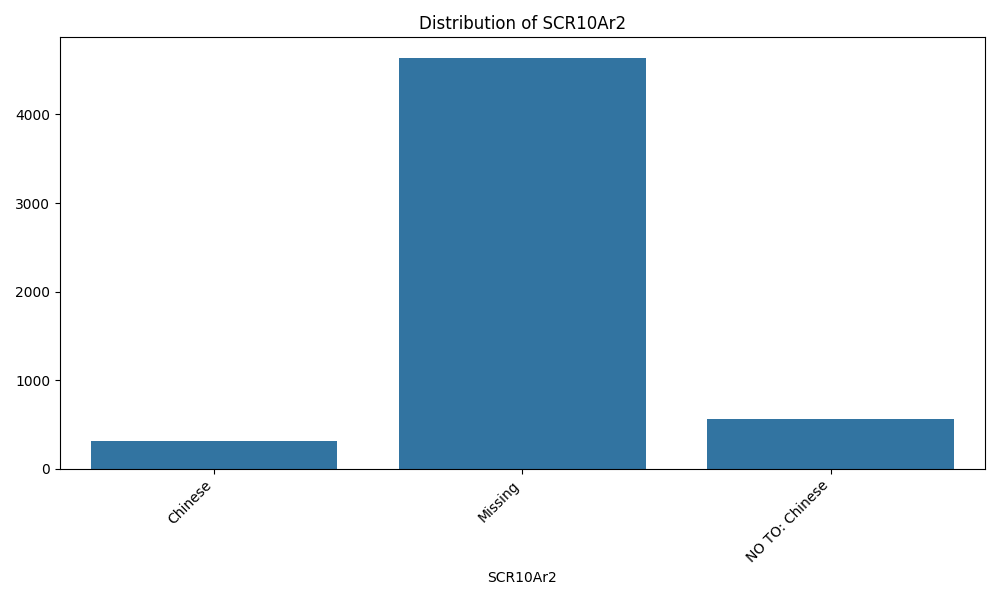 Distribution of SCR10Ar2
4000
3000
2000
1000
0
Chinese
Missing
NO TO: Chinese
SCR10Ar2